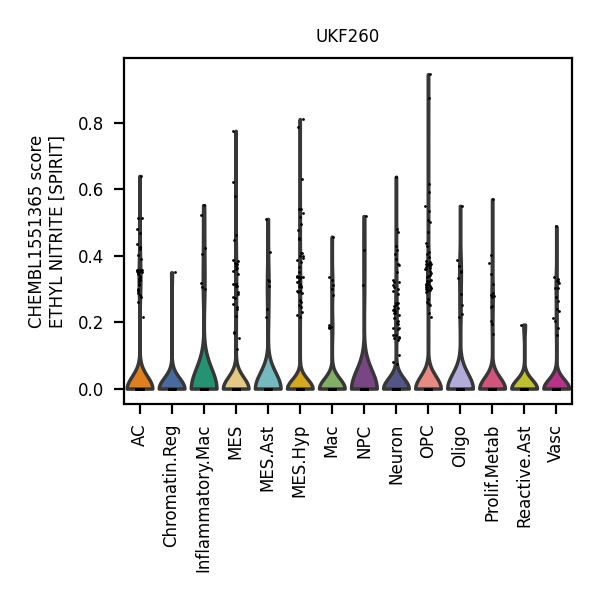 UKF260
CHEMBL1551365 score
ETHYL NITRITE [SPIRIT]
0.8
0.6
0.4
0.2
0.0
AC
Chromatin.Reg
Inflammatory.Mac
MES
MES.Ast
MES.Hyp
Mac
NPC
Neuron
OPC
Oligo
Prolif.Metab
Reactive.Ast
Vasc